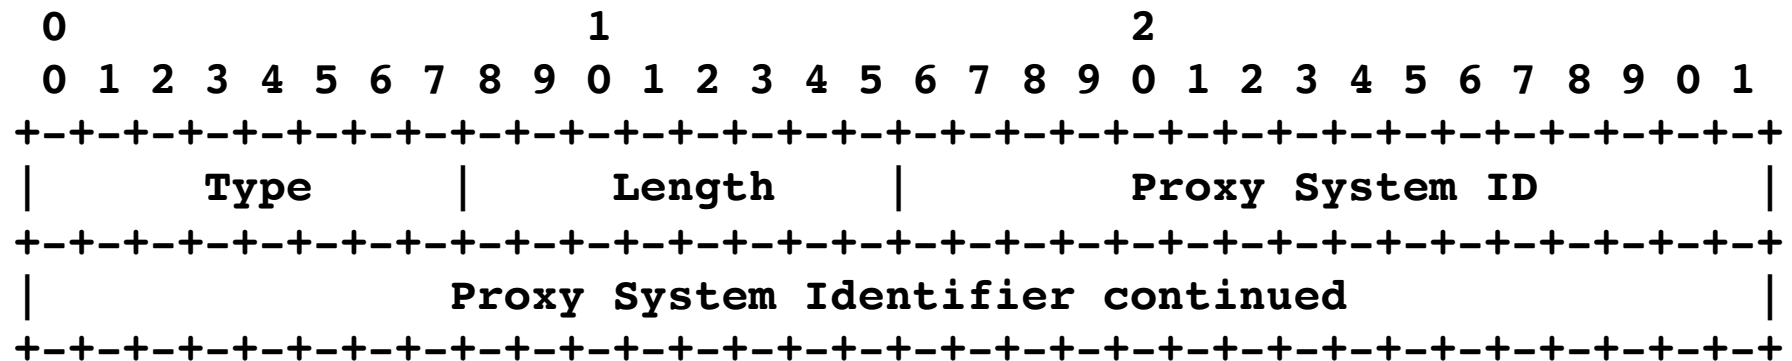 0                   1                   2
 0 1 2 3 4 5 6 7 8 9 0 1 2 3 4 5 6 7 8 9 0 1 2 3 4 5 6 7 8 9 0 1
+-+-+-+-+-+-+-+-+-+-+-+-+-+-+-+-+-+-+-+-+-+-+-+-+-+-+-+-+-+-+-+-+
|      Type     |     Length    |        Proxy System ID        |
+-+-+-+-+-+-+-+-+-+-+-+-+-+-+-+-+-+-+-+-+-+-+-+-+-+-+-+-+-+-+-+-+
|               Proxy System Identifier continued               |
+-+-+-+-+-+-+-+-+-+-+-+-+-+-+-+-+-+-+-+-+-+-+-+-+-+-+-+-+-+-+-+-+